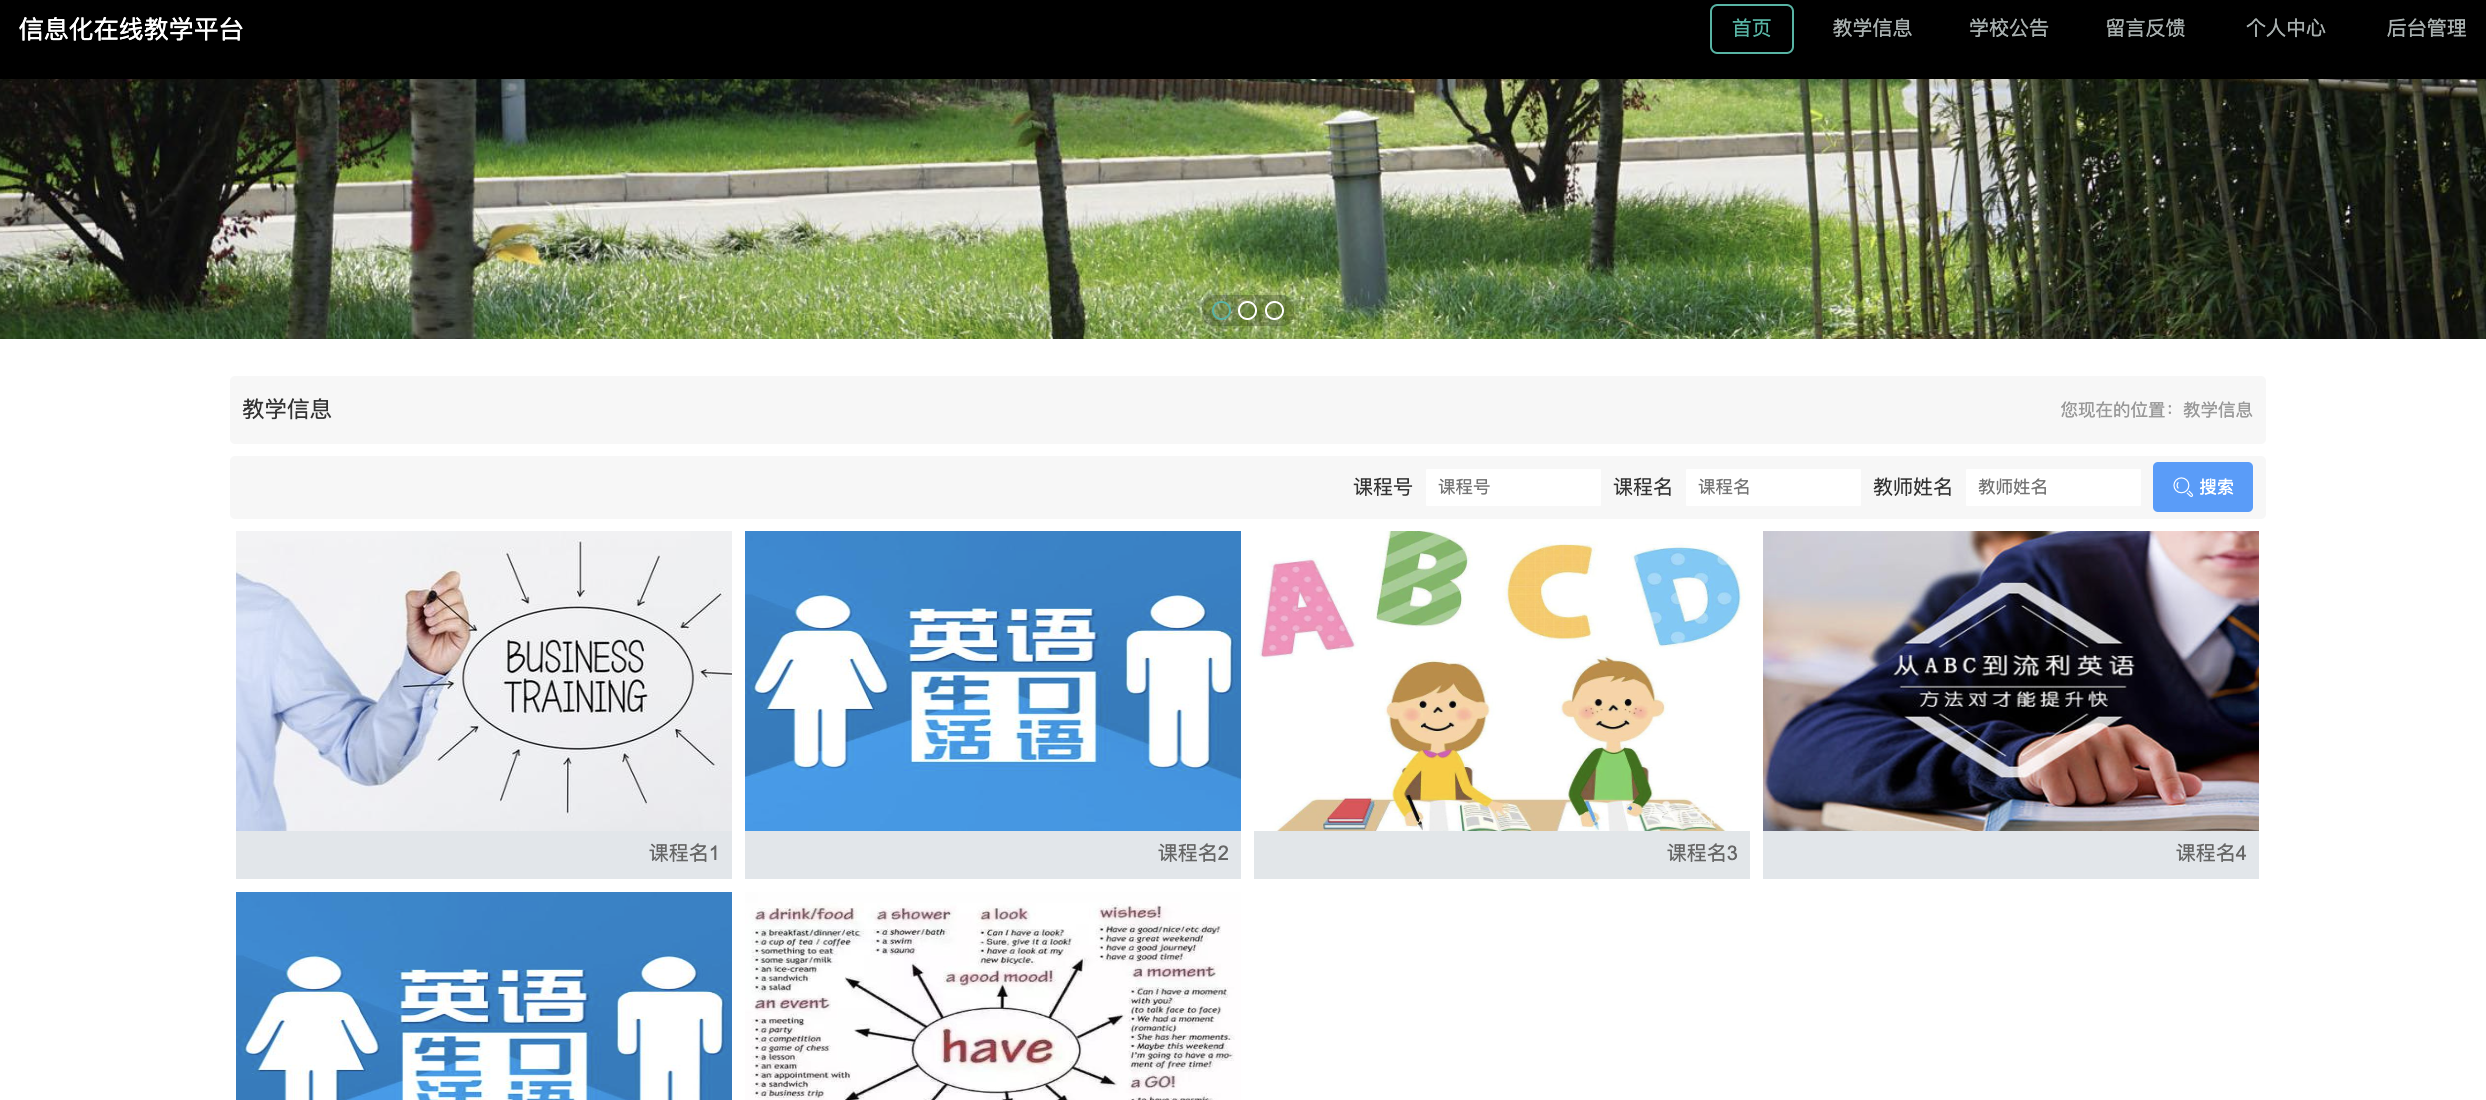 信息化在线教学平台
首页 教学信息 学校公告 留言反馈 个人中心 后台管理
教学信息
您现在的位置：教学信息
课程号 课程号 课程名 课程名 教师姓名 教师姓名 搜索
BUSINESS
TRAINING
课程名1
英语
生活口语
课程名2
A B C D
课程名3
从ABC到流利英语
方法对才能提升快
课程名4
英语
生活口语
a drink/food
• a breakfast/dinner/etc
• a cup of tea / coffee
• something to eat
• some sugar/milk
• an ice-cream
• a sandwich
• a salad
an event
• a meeting
• a party
• a competition
• a game of chess
• a lesson
• an exam
• an appointment with
• a sandwich
• a business trip
a shower
• a shower/bath
• a swim
• a sauna
a look
• Can I have a look?
- Sure, give it a look!
• have a look at my
new bicycle.
a good mood!
have
wishes!
• Have a good/nice/etc day!
• have a great weekend!
• have a good journey!
• have a good time!
a moment
• Can I have a moment
with you?
(to talk face to face)
• We had a moment
(romantic)
• She has her moments.
• Maybe this weekend
I'm going to have a mo-
ment of free time!
a GO!